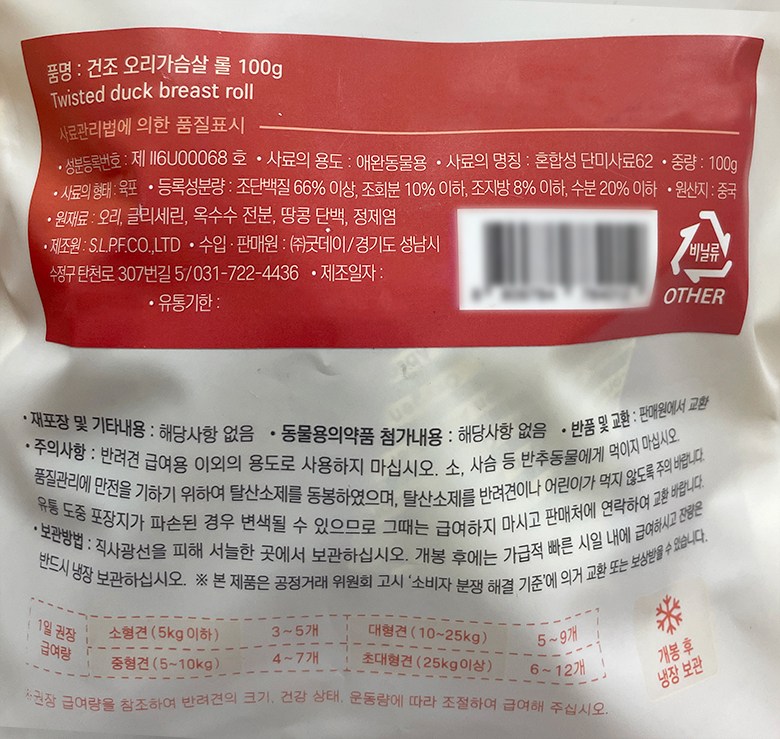 품명 : 건조 오리가슴살 롤 100g
Twisted duck breast roll
사료관리법에 의한 품질표시
• 성분등록번호 : 제 II6U00068 호 • 사료의 용도 : 애완동물용 • 사료의 명칭 : 혼합성 단미사료62 • 중량 : 100g
• 사료의 형태 : 육포 • 등록성분량 : 조단백질 66% 이상, 조회분 10% 이하, 조지방 8% 이하, 수분 20% 이하 • 원산지 : 중국
• 원재료 : 오리, 글리세린, 옥수수 전분, 땅콩 단백, 정제염
• 제조원 : S.L.P.F.CO.,LTD • 수입 · 판매원 : ㈜굿데이/경기도 성남시
수정구 탄천로 307번길 5/031-722-4436 • 제조일자 :
• 유통기한 :
비닐류
OTHER
• 재포장 및 기타내용 : 해당사항 없음 • 동물용의약품 첨가내용 : 해당사항 없음 • 반품 및 교환 : 판매원에서 교환
• 주의사항 : 반려견 급여용 이외의 용도로 사용하지 마십시오. 소, 사슴 등 반추동물에게 먹이지 마십시오.
품질관리에 만전을 기하기 위하여 탈산소제를 동봉하였으며, 탈산소제를 반려견이나 어린이가 먹지 않도록 주의 바랍니다.
유통 도중 포장지가 파손된 경우 변색될 수 있으므로 그때는 급여하지 마시고 판매처에 연락하여 교환 바랍니다.
• 보관방법 : 직사광선을 피해 서늘한 곳에서 보관하십시오. 개봉 후에는 가급적 빠른 시일 내에 급여하시고 잔량은
반드시 냉장 보관하십시오. ※ 본 제품은 공정거래 위원회 고시 '소비자 분쟁 해결 기준'에 의거 교환 또는 보상받을 수 있습니다.
1일 권장 급여량
소형견 (5kg 이하) 3~5개 대형견 (10~25kg) 5~9개
중형견 (5~10kg) 4~7개 초대형견 (25kg이상) 6~12개
개봉 후
냉장 보관
*권장 급여량을 참조하여 반려견의 크기, 건강 상태, 운동량에 따라 조절하여 급여해 주십시오.